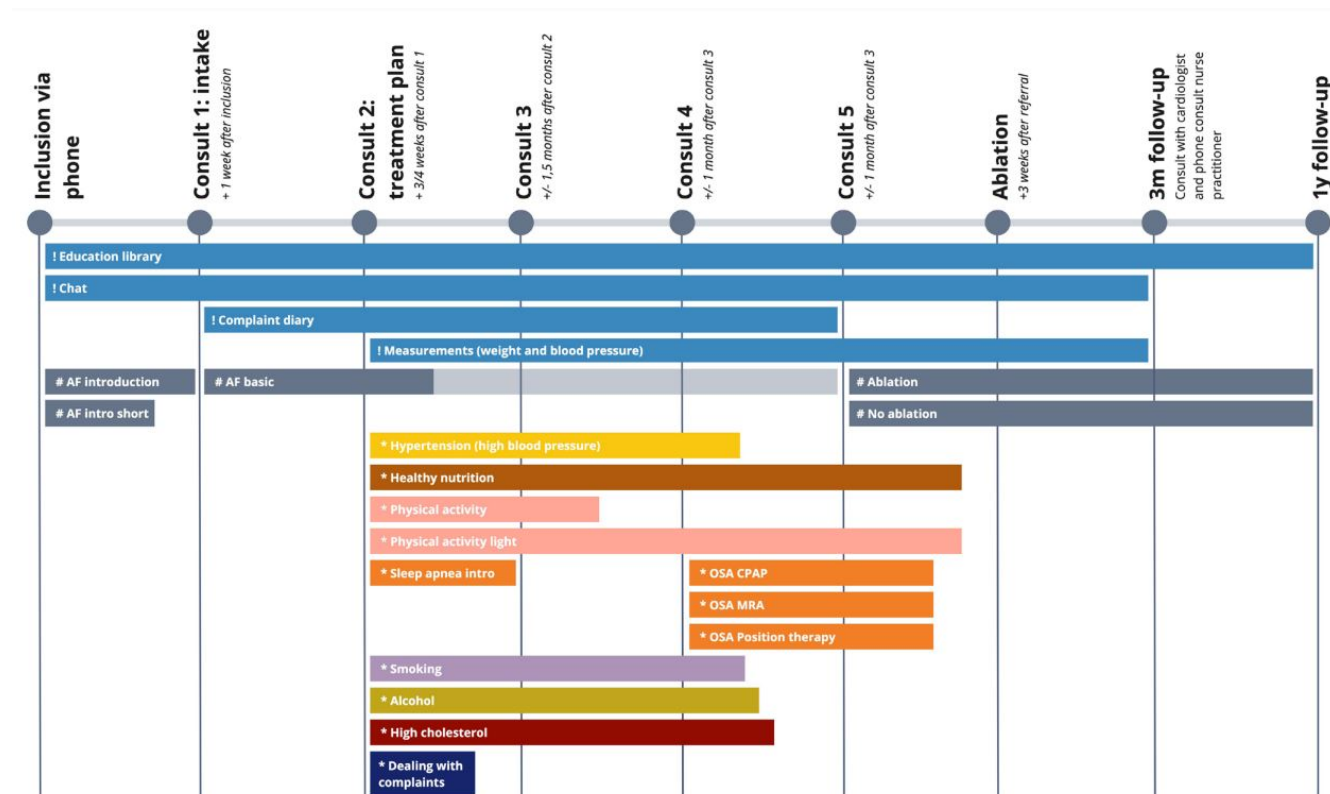 Inclusion via
phone
Consult 1: intake
+ 1 week after inclusion
Consult 2:
treatment plan
+ 3/4 weeks after consult 1
Consult 3
+/- 1,5 months after consult 2
Consult 4
+/- 1 month after consult 3
Consult 5
+/- 1 month after consult 3
Ablation
+3 weeks after referral
3m follow-up
Consult with cardiologist
and phone consult nurse
practitioner
1y follow-up
! Education library
! Chat
! Complaint diary
! Measurements (weight and blood pressure)
# AF introduction
# AF basic
# Ablation
# AF intro short
# No ablation
* Hypertension (high blood pressure)
* Healthy nutrition
* Physical activity
* Physical activity light
* Sleep apnea intro
* OSA CPAP
* OSA MRA
* OSA Position therapy
* Smoking
* Alcohol
* High cholesterol
* Dealing with
complaints